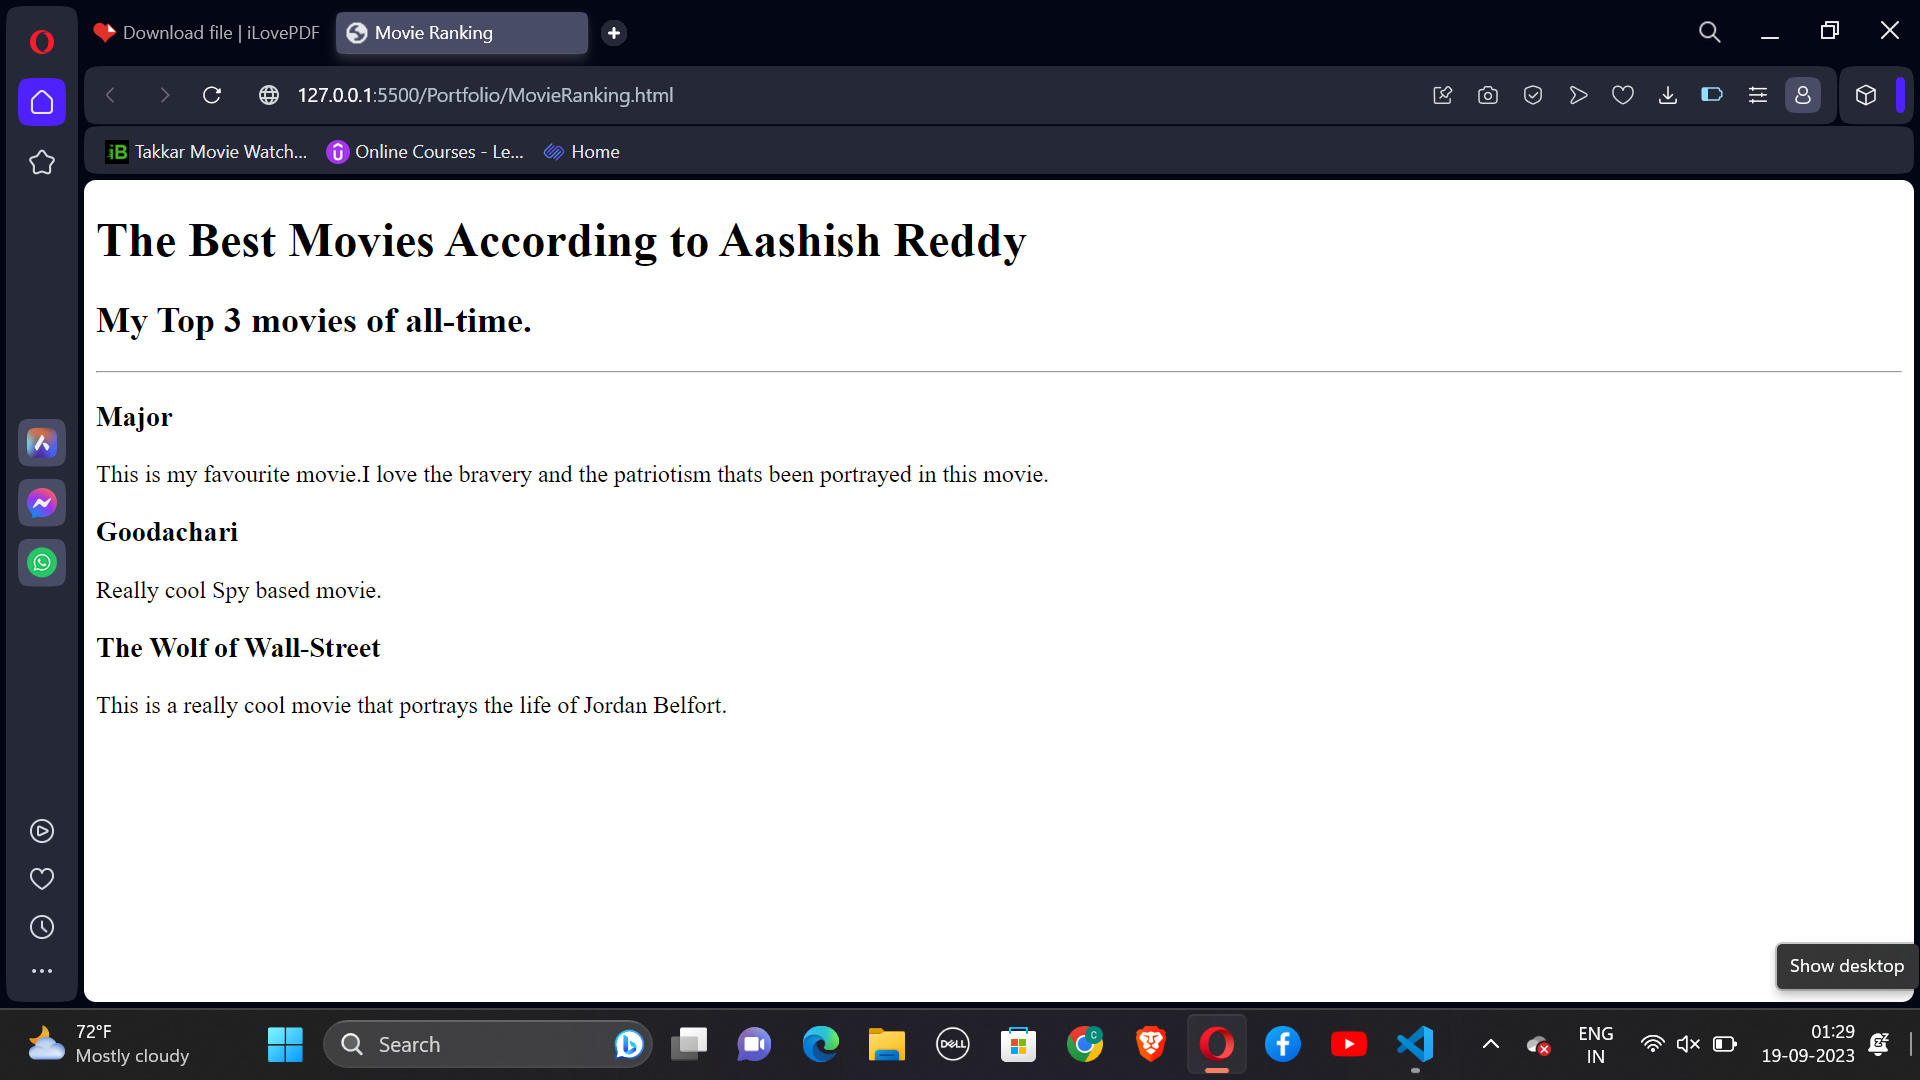 Download file | iLovePDF
Movie Ranking
127.0.0.1:5500/Portfolio/MovieRanking.html
iB Takkar Movie Watch...
Online Courses - Le...
Home
The Best Movies According to Aashish Reddy
My Top 3 movies of all-time.
Major
This is my favourite movie.I love the bravery and the patriotism thats been portrayed in this movie.
Goodachari
Really cool Spy based movie.
The Wolf of Wall-Street
This is a really cool movie that portrays the life of Jordan Belfort.
Show desktop
72°F
Mostly cloudy
Search
DELL
C
ENG
IN
01:29
19-09-2023